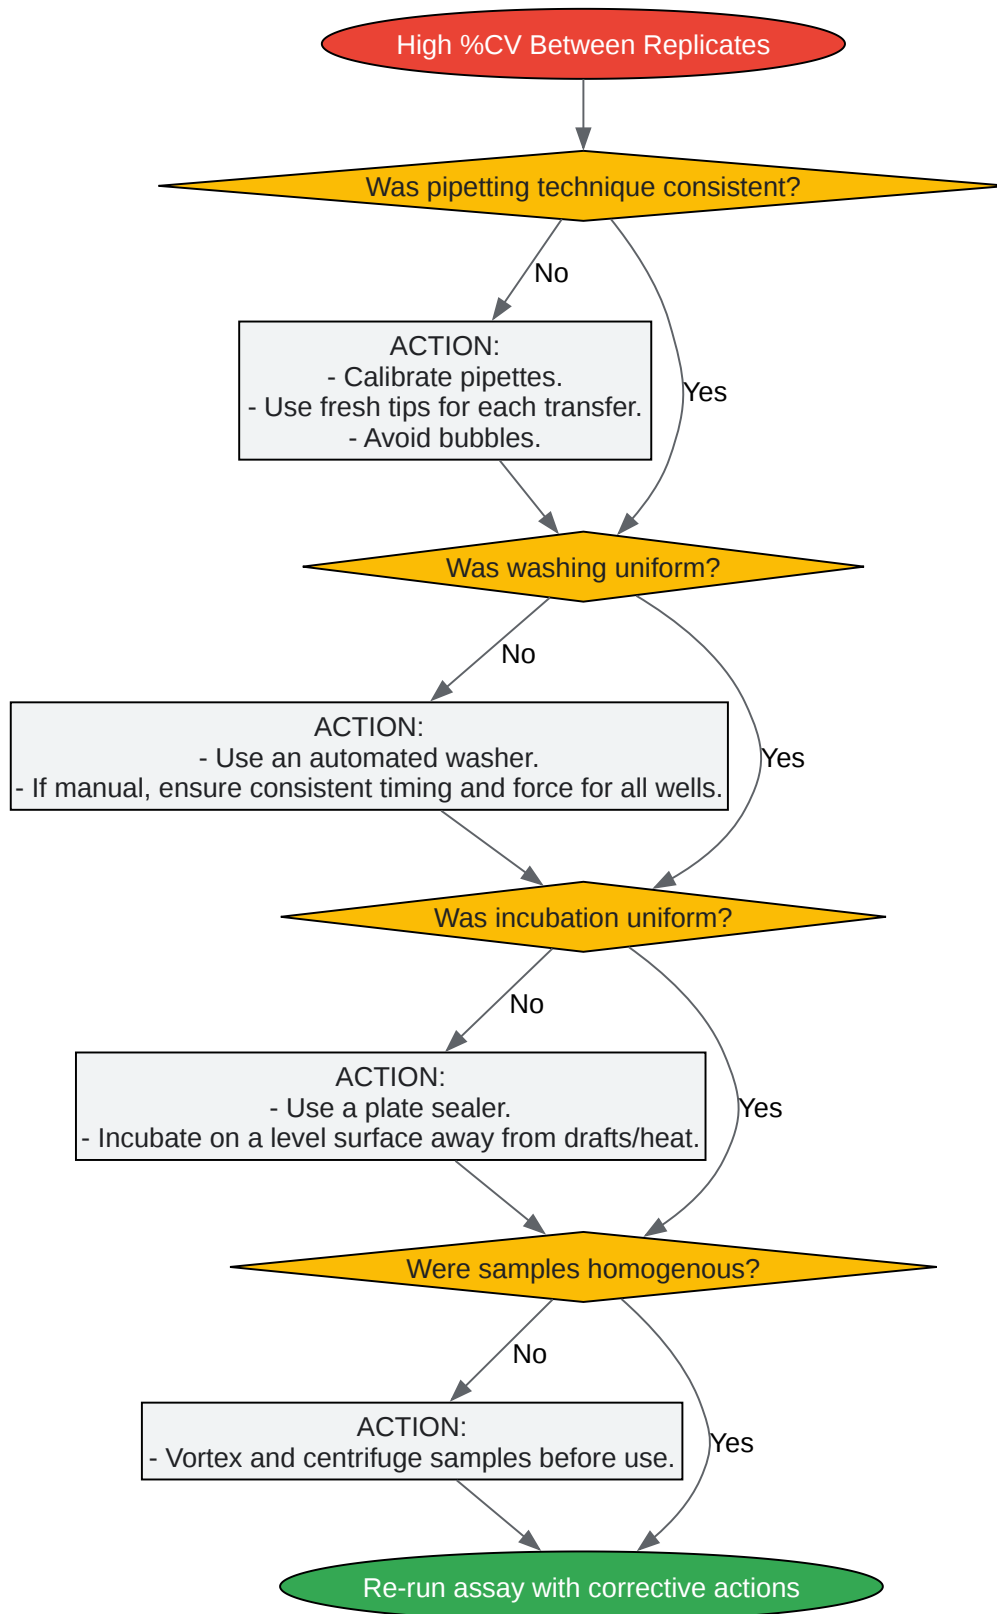 High %CV Between Replicates
Was pipetting technique consistent?
No
ACTION:
- Calibrate pipettes.
- Use fresh tips for each transfer.
- Avoid bubbles.
Yes
Was washing uniform?
No
ACTION:
- Use an automated washer.
- If manual, ensure consistent timing and force for all wells.
Yes
Was incubation uniform?
No
ACTION:
- Use a plate sealer.
- Incubate on a level surface away from drafts/heat.
Yes
Were samples homogenous?
No
ACTION:
- Vortex and centrifuge samples before use.
Yes
Re-run assay with corrective actions